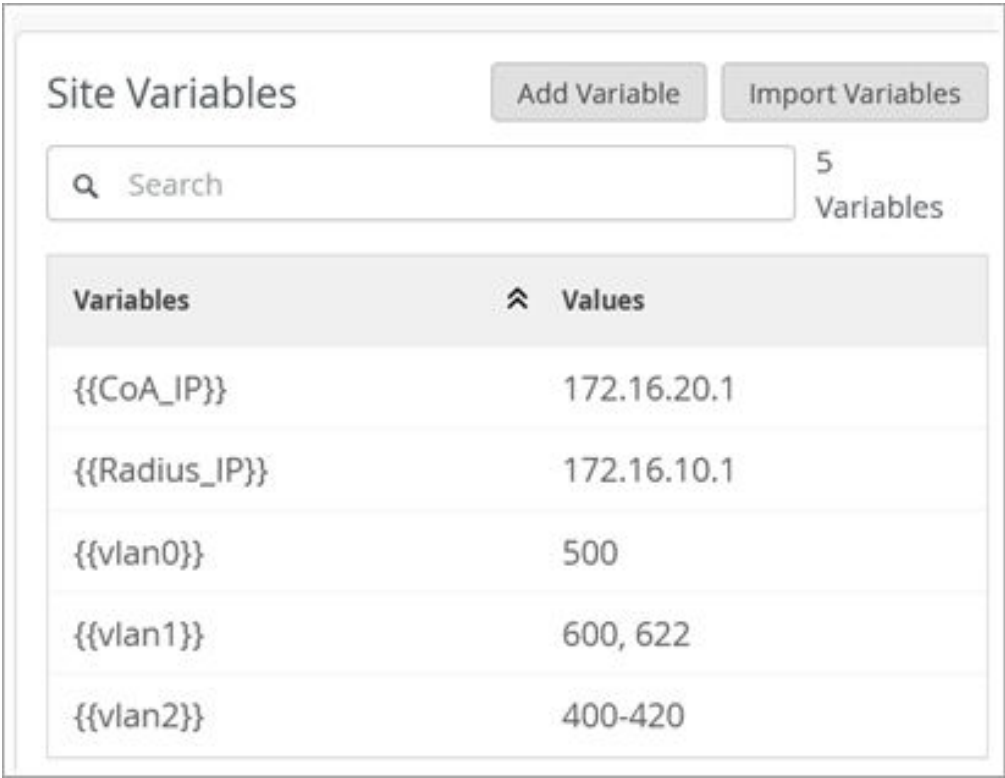 Site Variables
Add Variable
Import Variables
Search
5
Variables
Variables Values
{{CoA_IP}} 172.16.20.1
{{Radius_IP}} 172.16.10.1
{{vlan0}} 500
{{vlan1}} 600, 622
{{vlan2}} 400-420